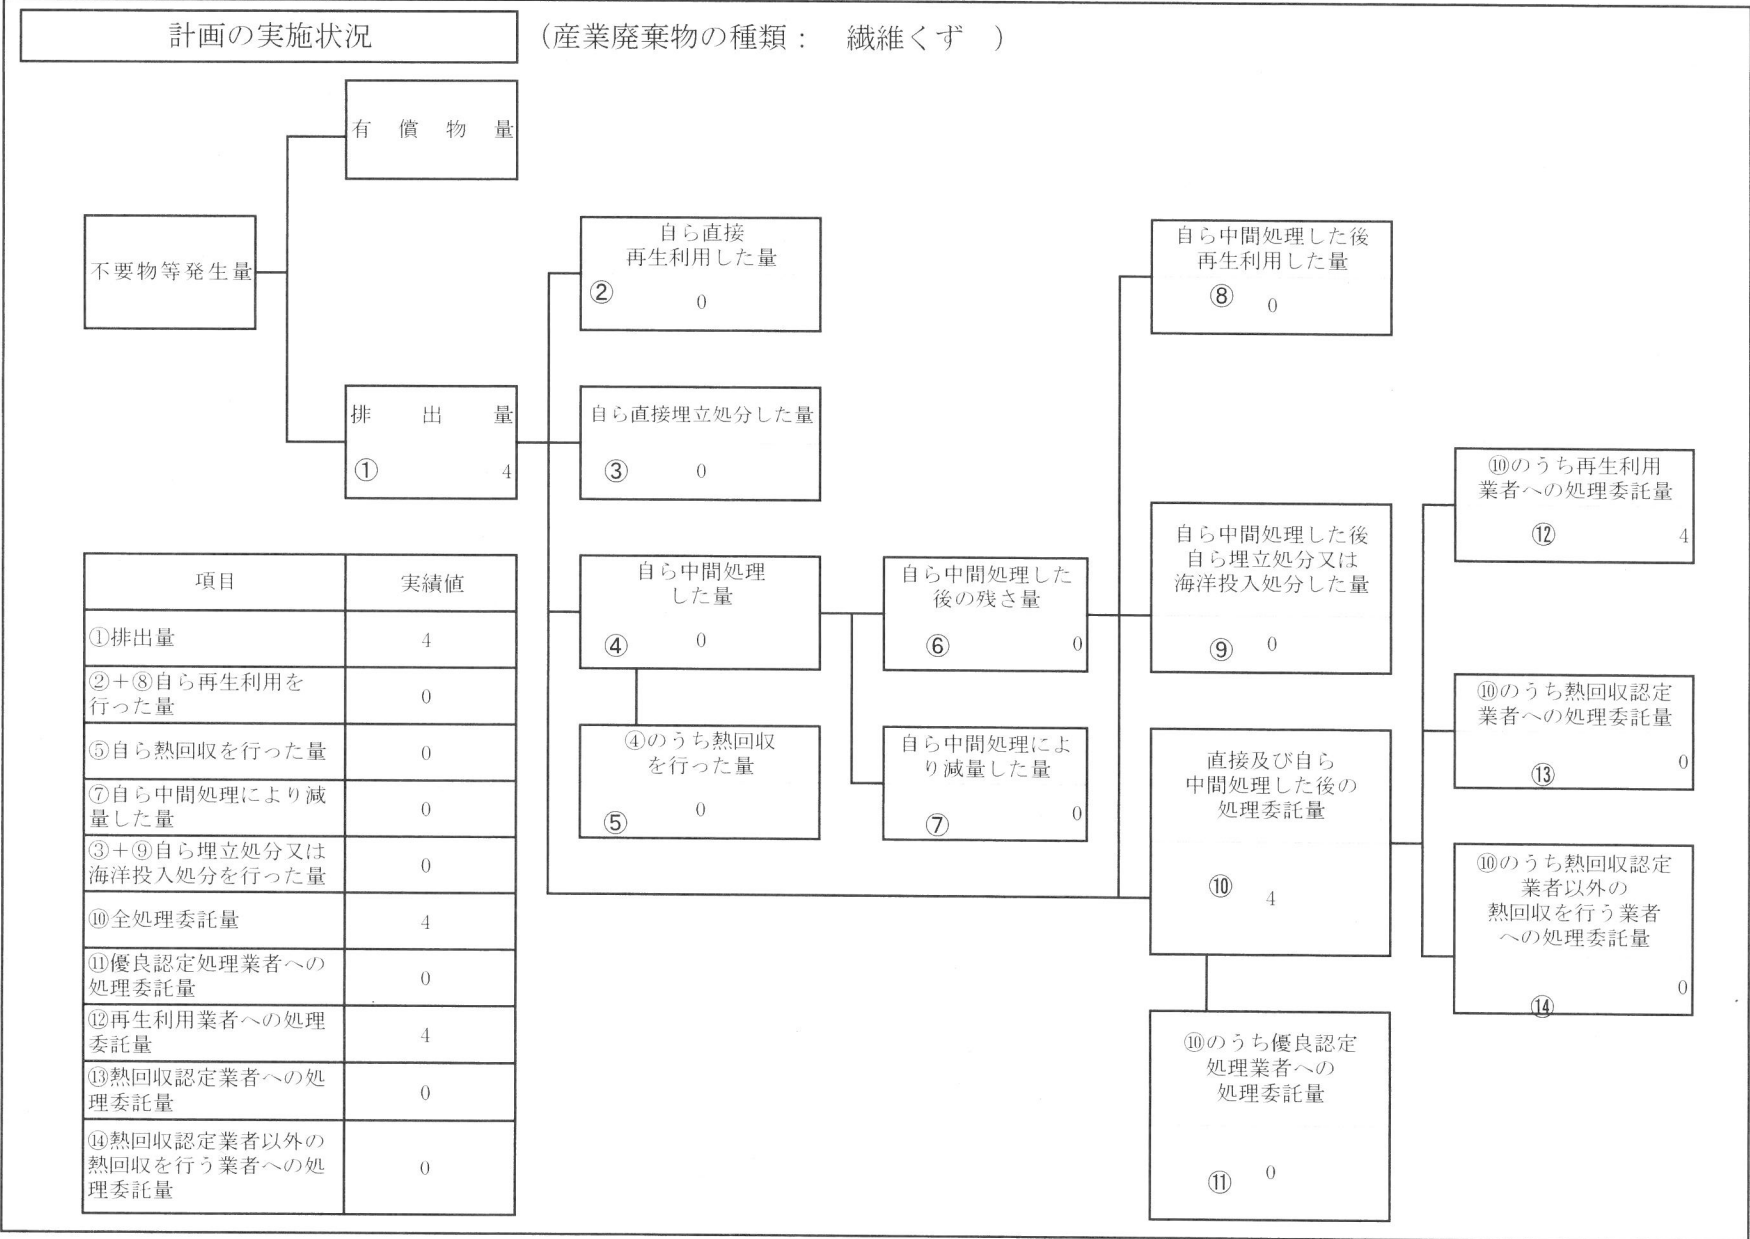 計画の実施状況
(産業廃棄物の種類： 繊維くず )
有償物量
不要物等発生量
排出量
① 4
自ら直接
再生利用した量
② 0
自ら直接埋立処分した量
③ 0
自ら中間処理
した量
④ 0
④のうち熱回収
を行った量
⑤ 0
自ら中間処理した
後の残さ量
⑥ 0
自ら中間処理によ
り減量した量
⑦ 0
自ら中間処理した後
再生利用した量
⑧ 0
自ら中間処理した後
自ら埋立処分又は
海洋投入処分した量
⑨ 0
直接及び自ら
中間処理した後の
処理委託量
⑩ 4
⑩のうち優良認定
処理業者への
処理委託量
⑪ 0
⑩のうち再生利用
業者への処理委託量
⑫ 4
⑩のうち熱回収認定
業者への処理委託量
⑬ 0
⑩のうち熱回収認定
業者以外の
熱回収を行う業者
への処理委託量
⑭ 0
項目 実績値
①排出量 4
②＋⑧自ら再生利用を
行った量 0
⑤自ら熱回収を行った量 0
⑦自ら中間処理により減
量した量 0
③＋⑨自ら埋立処分又は
海洋投入処分を行った量 0
⑩全処理委託量 4
⑪優良認定処理業者への
処理委託量 0
⑫再生利用業者への処理
委託量 4
⑬熱回収認定業者への処
理委託量 0
⑭熱回収認定業者以外の
熱回収を行う業者への処
理委託量 0